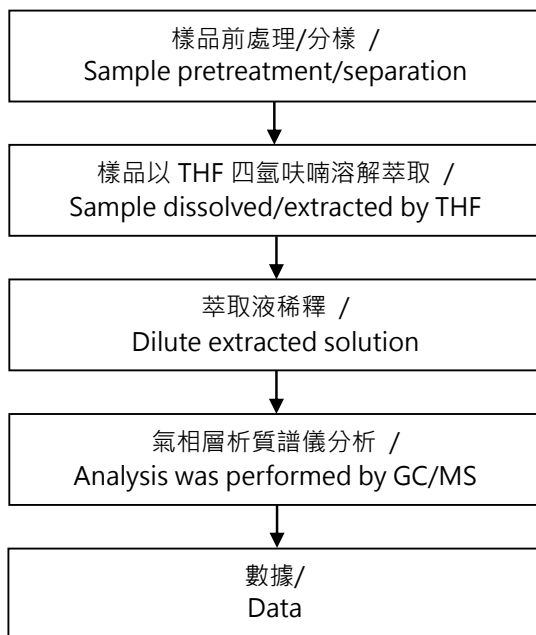 樣品前處理/分樣 /
Sample pretreatment/separation
樣品以 THF 四氫呋喃溶解萃取 /
Sample dissolved/extracted by THF
萃取液稀釋 /
Dilute extracted solution
氣相層析質譜儀分析 /
Analysis was performed by GC/MS
數據/
Data